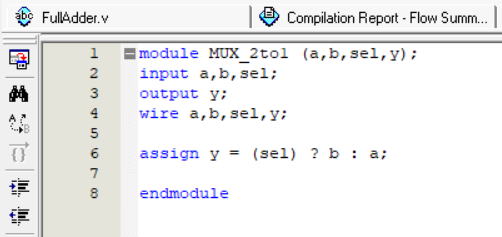 FullAdder.v
Compilation Report - Flow Summ...
1 module MUX_2to1 (a,b,sel,y);
2 input a,b,sel;
3 output y;
4 wire a,b,sel,y;
5
6 assign y = (sel) ? b : a;
7
8 endmodule